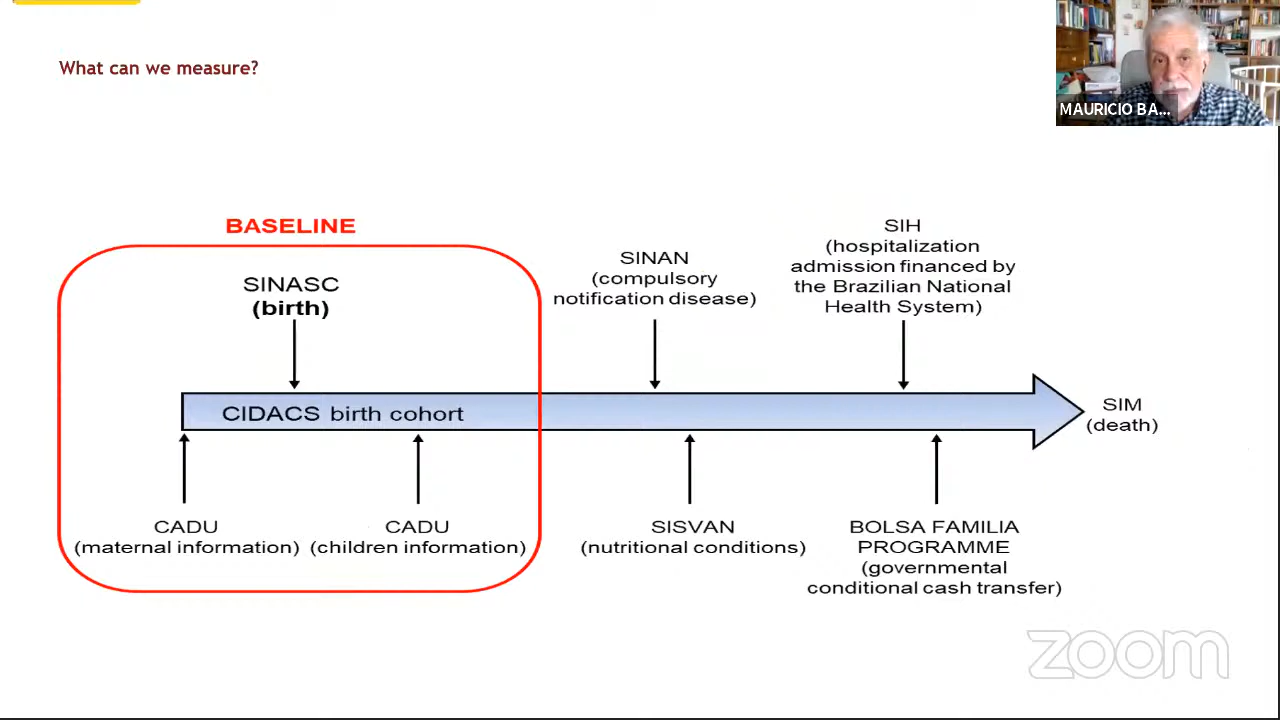 What can we measure?
MAURICIO BA...
BASELINE
SINASC
(birth)
SINAN
(compulsory
notification disease)
SIH
(hospitalization
admission financed by
the Brazilian National
Health System)
CIDACS birth cohort
SIM
(death)
CADU
(maternal information)
CADU
(children information)
SISVAN
(nutritional conditions)
BOLSA FAMILIA
PROGRAMME
(governmental
conditional cash transfer)
zoom